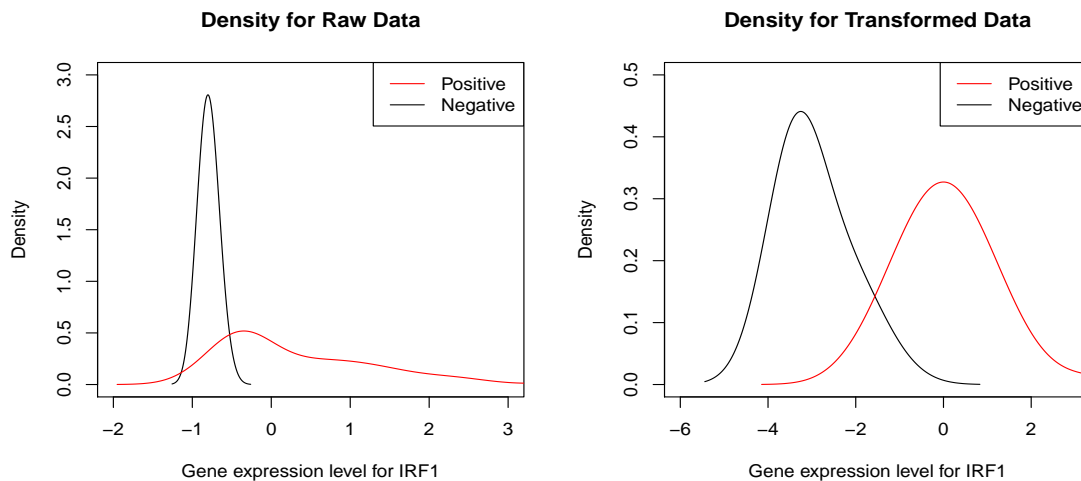 Density for Raw Data
Density
3.0
2.5
2.0
1.5
1.0
0.5
0.0
Positive
Negative
−2 −1 0 1 2 3
Gene expression level for IRF1
Density for Transformed Data
Density
0.5
0.4
0.3
0.2
0.1
0.0
Positive
Negative
−6 −4 −2 0 2
Gene expression level for IRF1